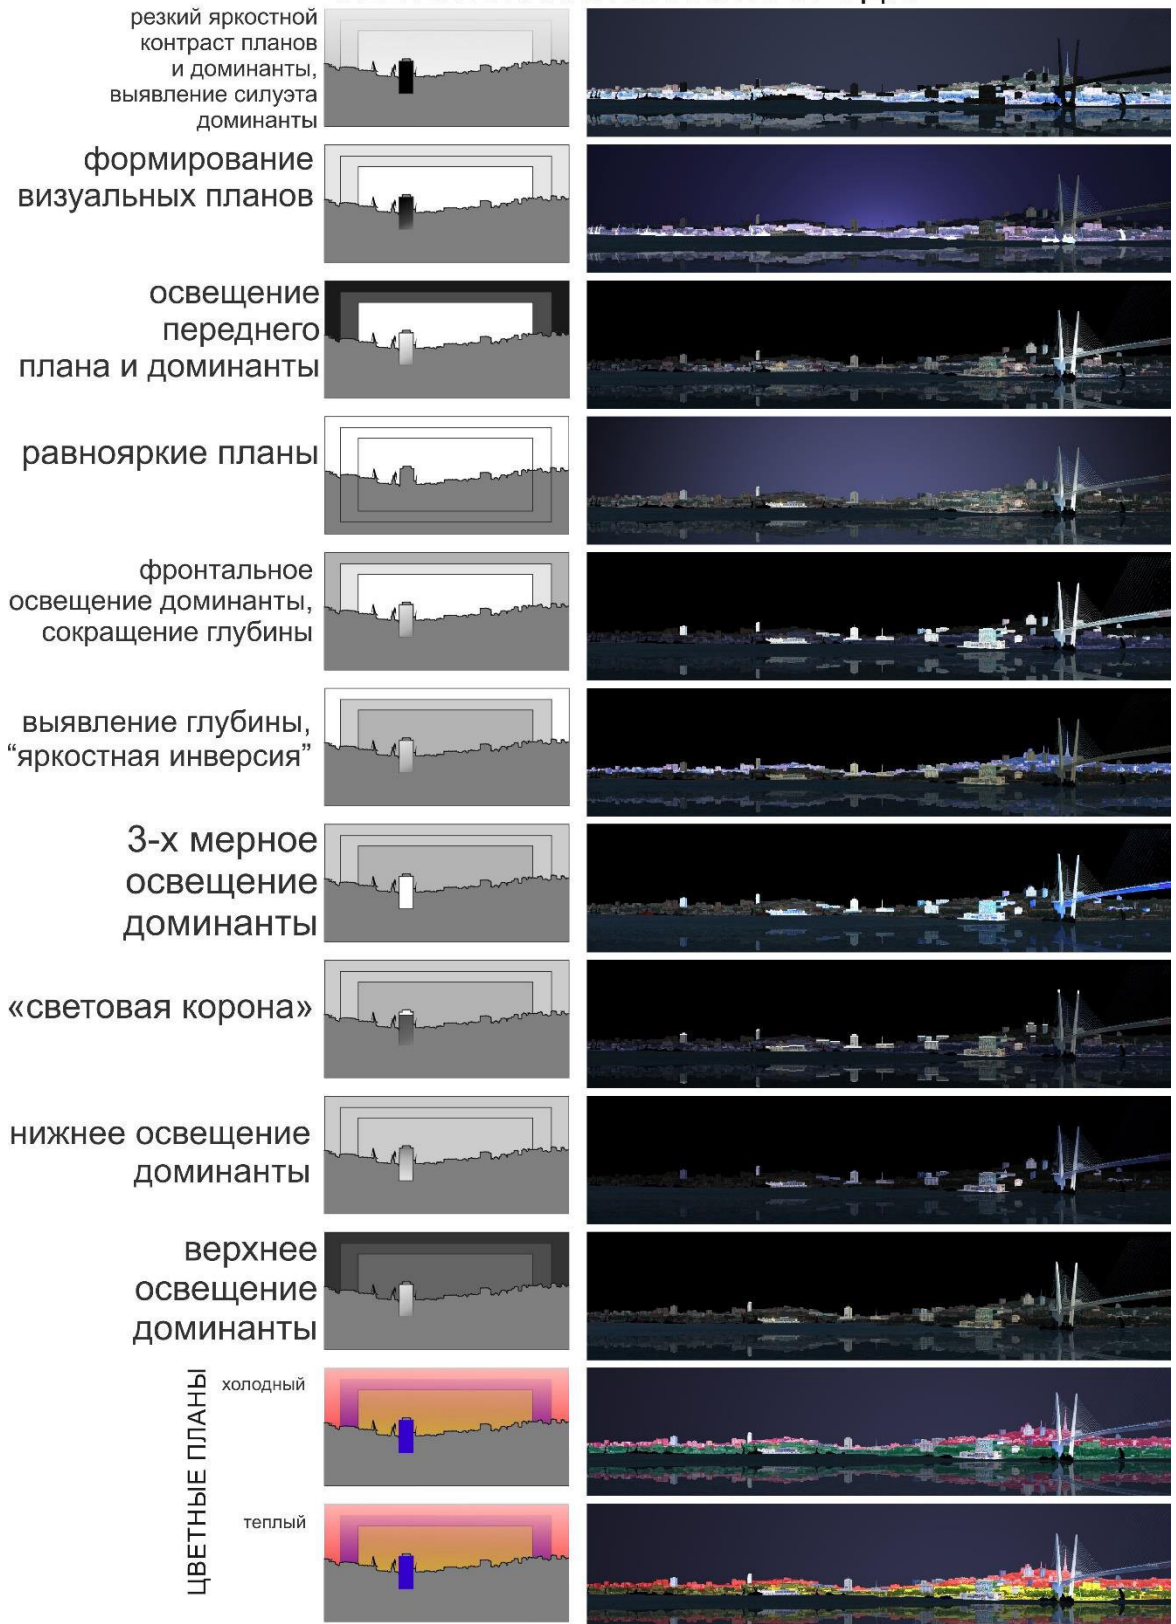 резкий яркостной
контраст планов
и доминанты,
выявление силуэта
доминанты
формирование
визуальных планов
освещение
переднего
плана и доминанты
равнояркие планы
фронтальное
освещение доминанты,
сокращение глубины
выявление глубины,
“яркостная инверсия”
3-х мерное
освещение
доминанты
«световая корона»
нижнее освещение
доминанты
верхнее
освещение
доминанты
ЦВЕТНЫЕ ПЛАНЫ
холодный
теплый